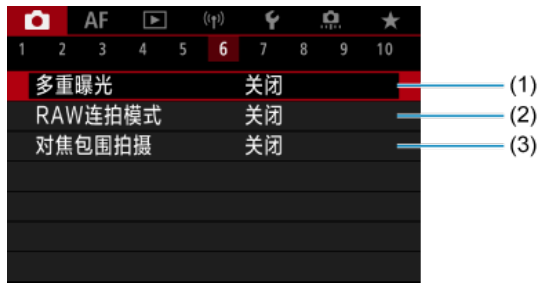 AF
1 2 3 4 5 6 7 8 9 10
多重曝光 关闭 (1)
RAW连拍模式 关闭 (2)
对焦包围拍摄 关闭 (3)